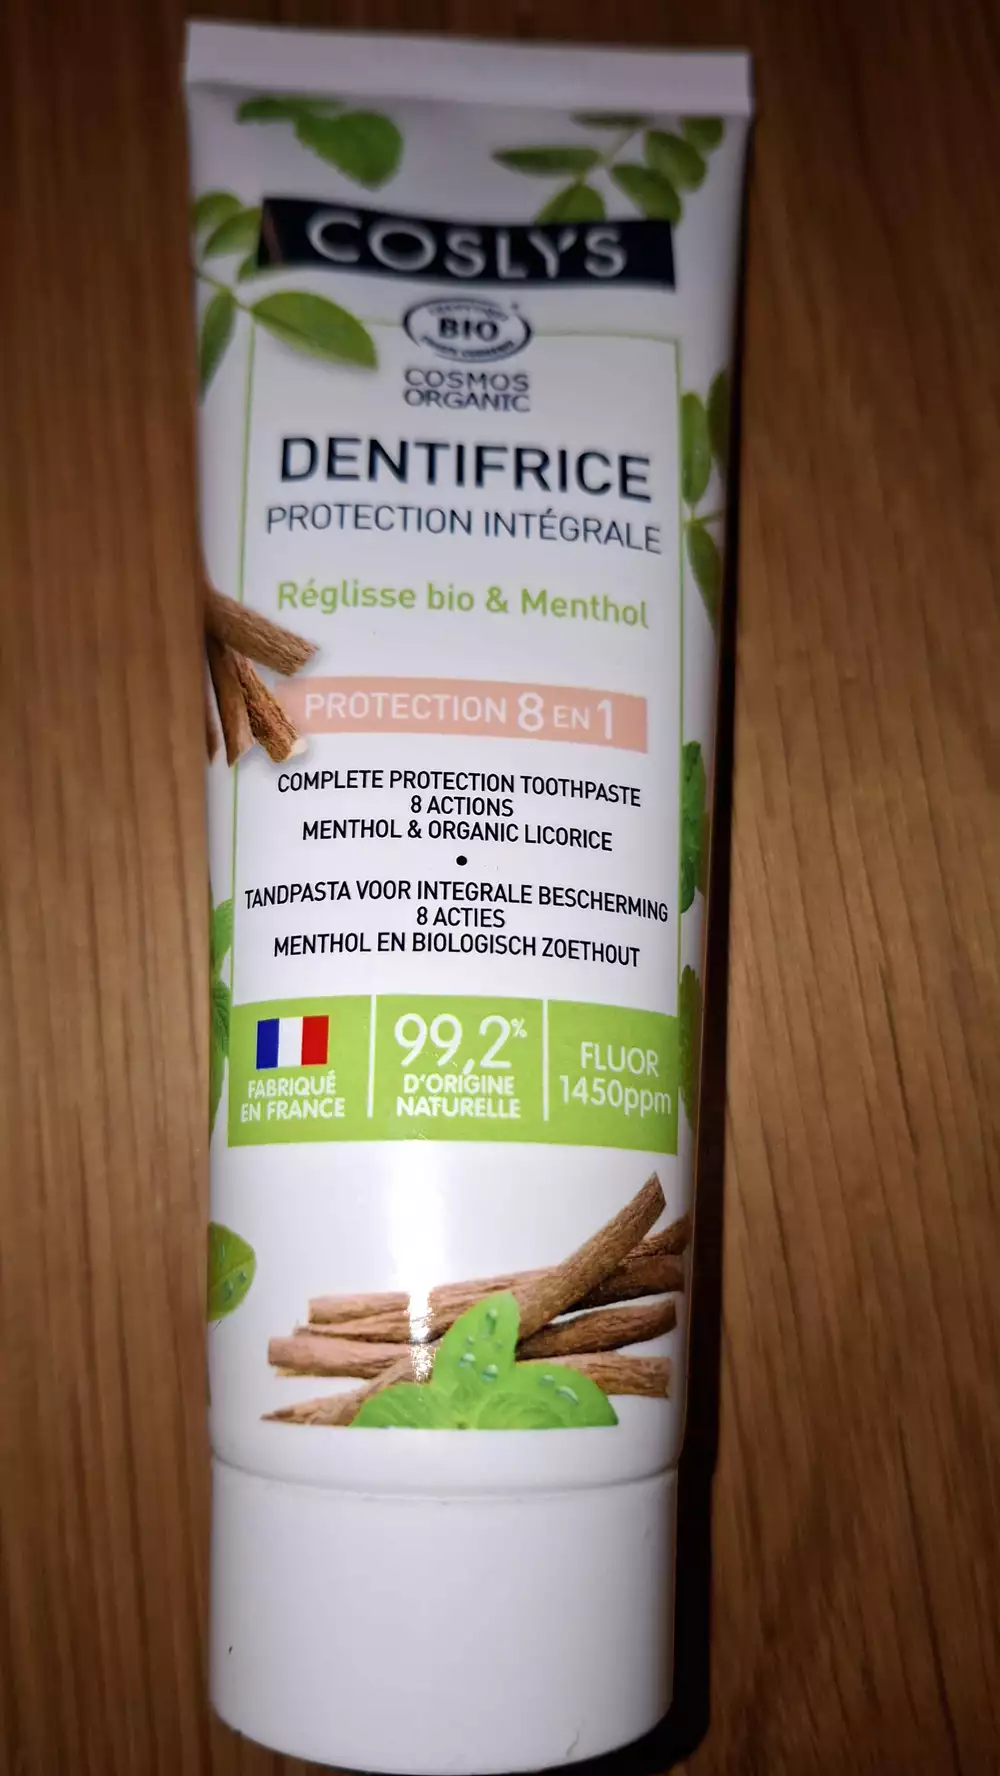 COSLYS
BIO
COSMOS
ORGANIC
DENTIFRICE
PROTECTION INTÉGRALE
Réglisse bio & Menthol
PROTECTION 8 EN 1
COMPLETE PROTECTION TOOTHPASTE
8 ACTIONS
MENTHOL & ORGANIC LICORICE
•
TANDPASTA VOOR INTEGRALE BESCHERMING
8 ACTIES
MENTHOL EN BIOLOGISCH ZOETHOUT
FABRIQUÉ
EN FRANCE
99,2%
D'ORIGINE
NATURELLE
FLUOR
1450ppm